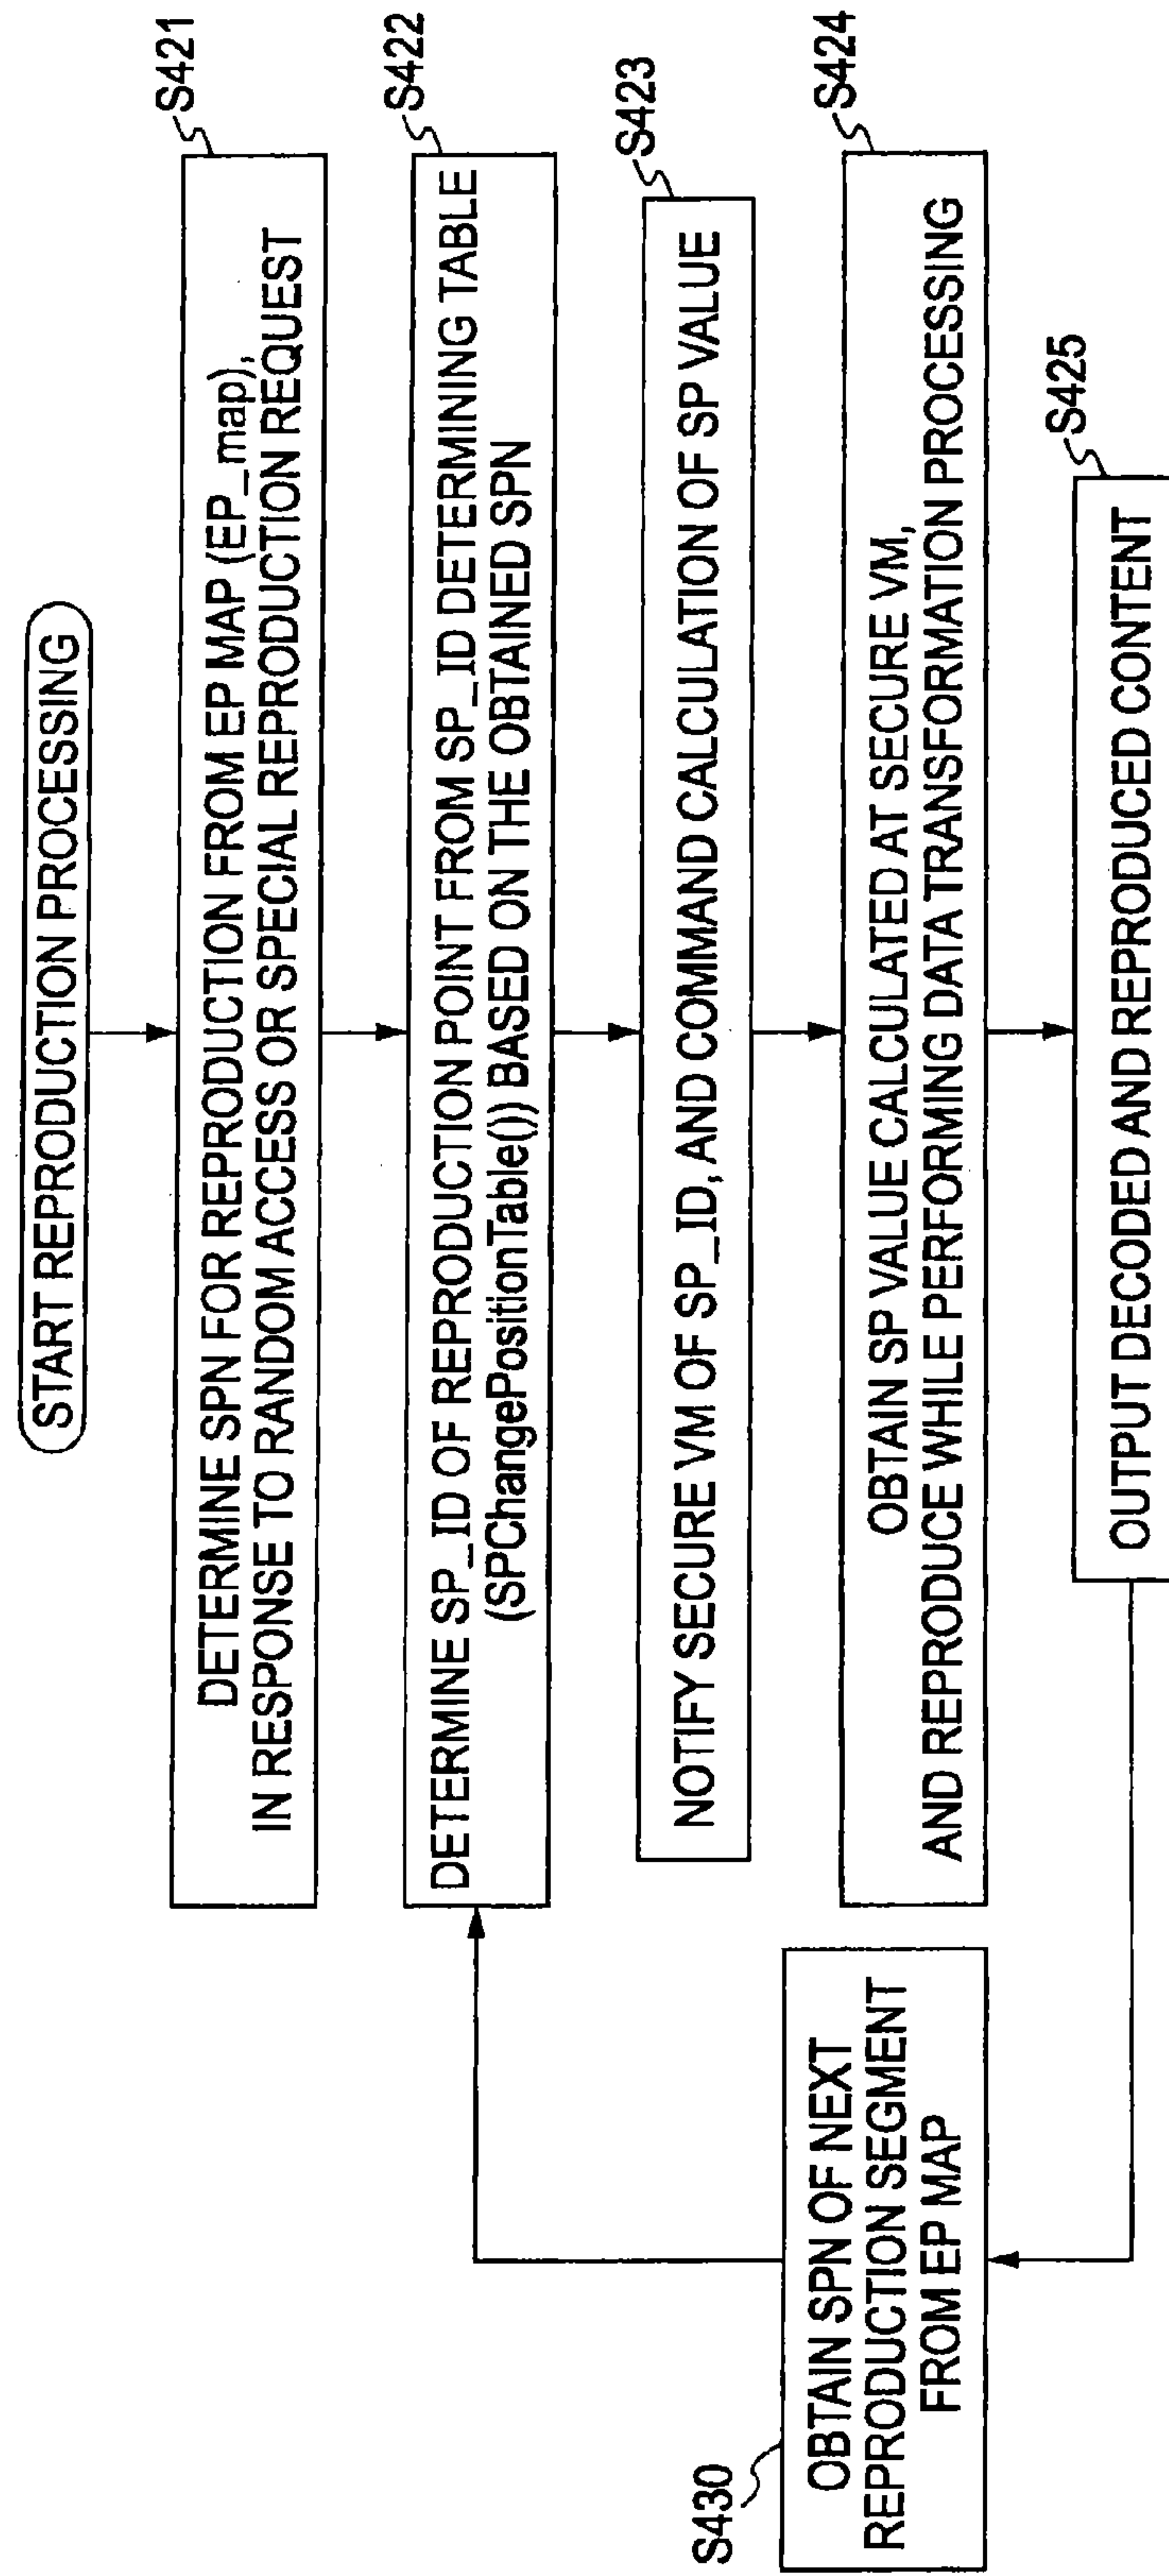 START REPRODUCTION PROCESSING
S421
DETERMINE SPN FOR REPRODUCTION FROM EP MAP (EP_map),
IN RESPONSE TO RANDOM ACCESS OR SPECIAL REPRODUCTION REQUEST
S422
DETERMINE SP_ID OF REPRODUCTION POINT FROM SP_ID DETERMINING TABLE
(SPChangePositionTable()) BASED ON THE OBTAINED SPN
S423
NOTIFY SECURE VM OF SP_ID, AND COMMAND CALCULATION OF SP VALUE
S424
OBTAIN SP VALUE CALCULATED AT SECURE VM,
AND REPRODUCE WHILE PERFORMING DATA TRANSFORMATION PROCESSING
S425
OUTPUT DECODED AND REPRODUCED CONTENT
S430
OBTAIN SPN OF NEXT
REPRODUCTION SEGMENT
FROM EP MAP